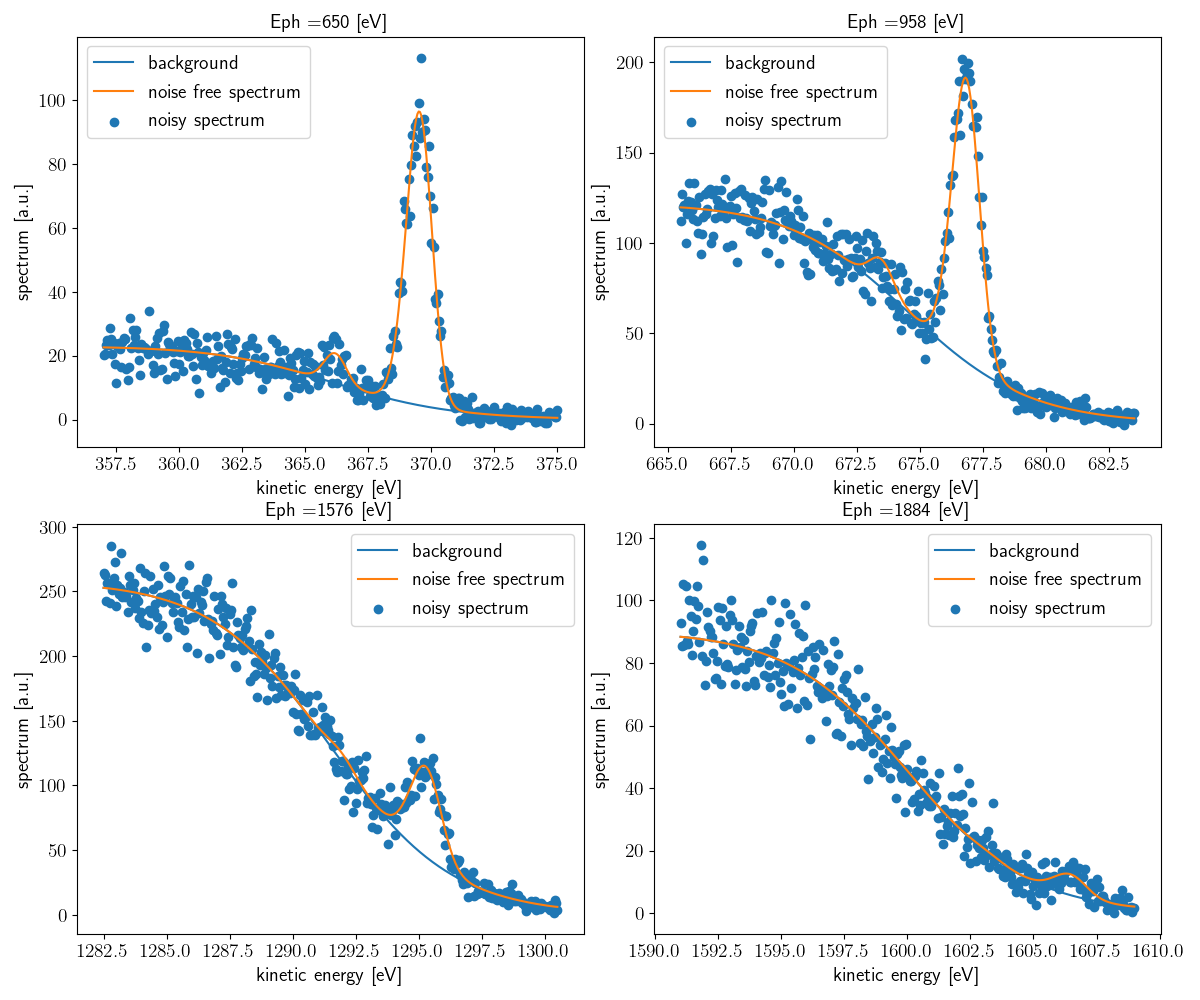 Eph =650 [eV]
background
noise free spectrum
noisy spectrum
spectrum [a.u.]
100
80
60
40
20
0
357.5 360.0 362.5 365.0 367.5 370.0 372.5 375.0
kinetic energy [eV]
Eph =958 [eV]
background
noise free spectrum
noisy spectrum
spectrum [a.u.]
200
150
100
50
0
665.0 667.5 670.0 672.5 675.0 677.5 680.0 682.5
kinetic energy [eV]
Eph =1576 [eV]
background
noise free spectrum
noisy spectrum
spectrum [a.u.]
300
250
200
150
100
50
0
1282.5 1285.0 1287.5 1290.0 1292.5 1295.0 1297.5 1300.0
kinetic energy [eV]
Eph =1884 [eV]
background
noise free spectrum
noisy spectrum
spectrum [a.u.]
120
100
80
60
40
20
0
1590.0 1592.5 1595.0 1597.5 1600.0 1602.5 1605.0 1607.5 1610.0
kinetic energy [eV]